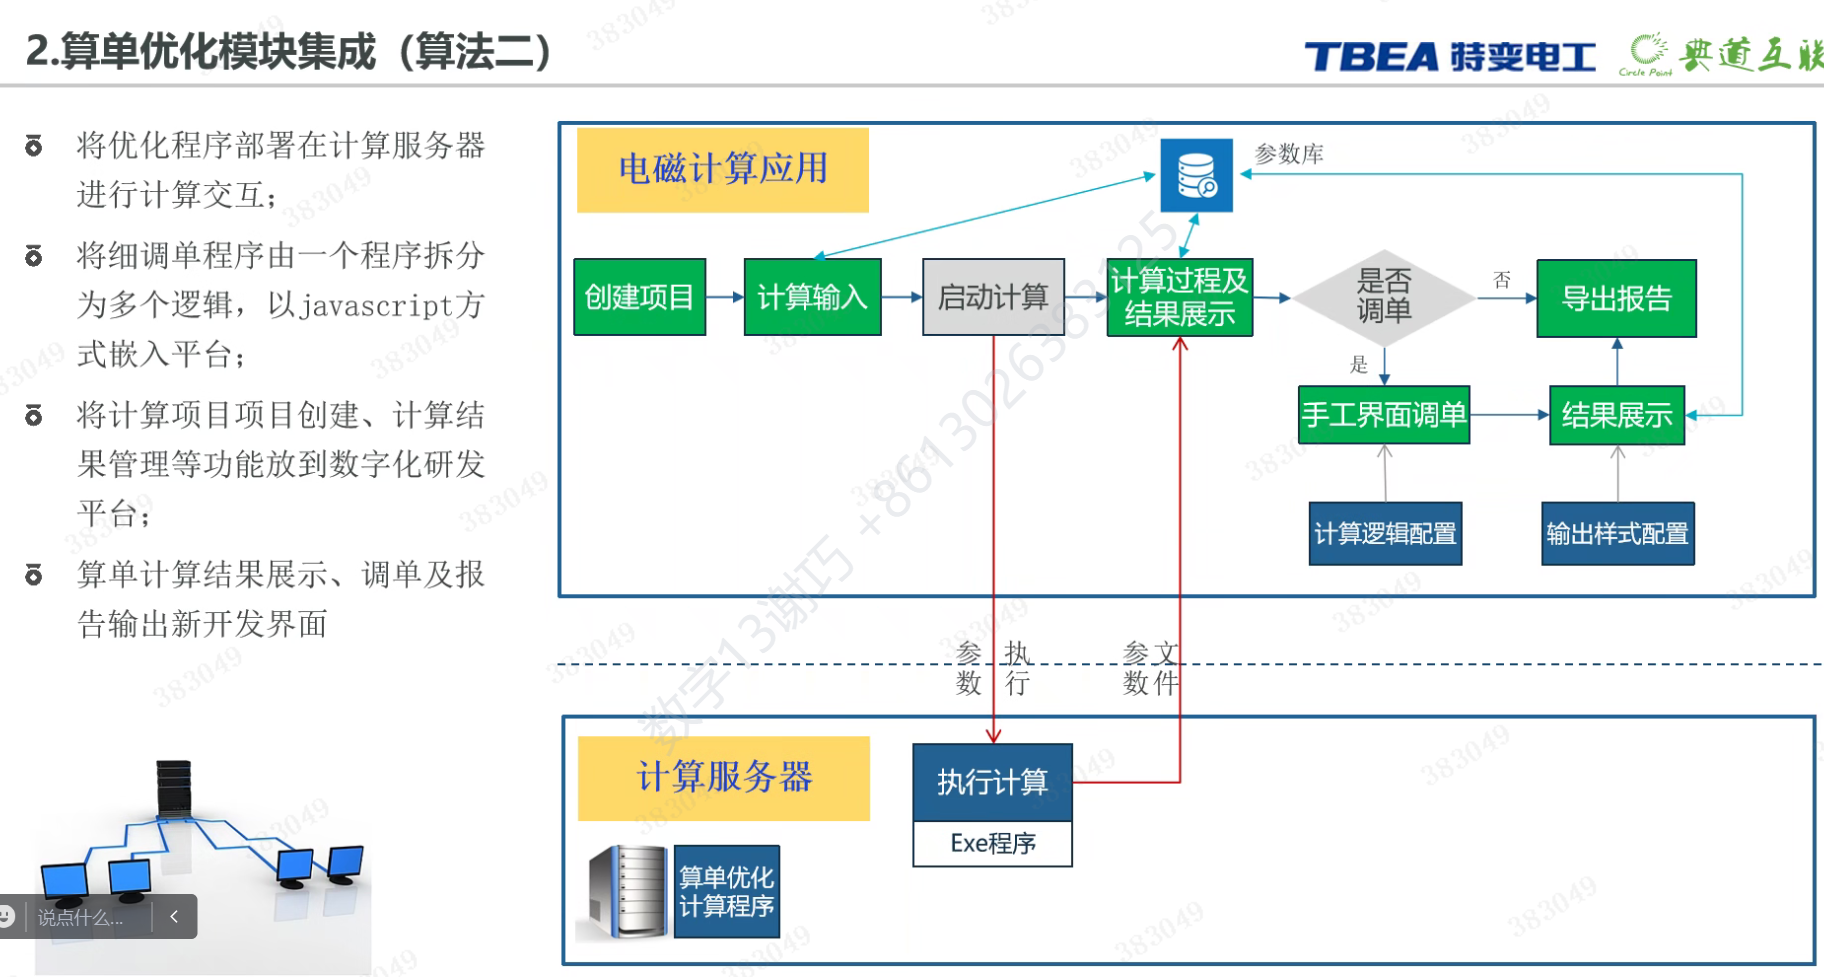 2.算单优化模块集成（算法二）
TBEA 特变电工
Circle Point 典道互联
将优化程序部署在计算服务器
进行计算交互；
将细调单程序由一个程序拆分
为多个逻辑，以javascript方
式嵌入平台；
将计算项目项目创建、计算结
果管理等功能放到数字化研发
平台；
算单计算结果展示、调单及报
告输出新开发界面
电磁计算应用
参数库
创建项目
计算输入
启动计算
计算过程及
结果展示
是否
调单
否
导出报告
是
手工界面调单
结果展示
计算逻辑配置
输出样式配置
参数
执行
参数
文件
计算服务器
执行计算
Exe程序
算单优化
计算程序
说点什么...
数字13谢巧 +8613026383125
383049